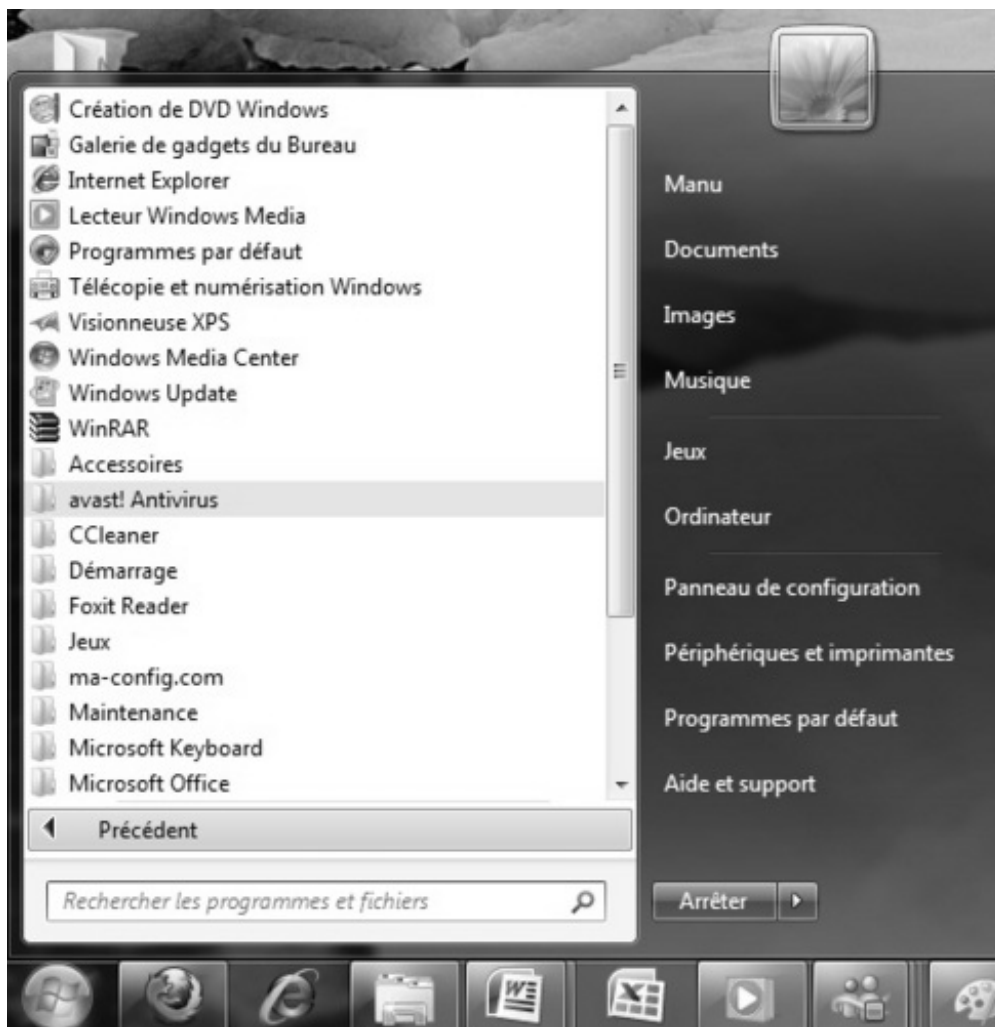 Création de DVD Windows
Galerie de gadgets du Bureau
Internet Explorer
Lecteur Windows Media
Programmes par défaut
Télécopie et numérisation Windows
Visionneuse XPS
Windows Media Center
Windows Update
WinRAR
Accessoires
avast! Antivirus
CCleaner
Démarrage
Foxit Reader
Jeux
ma-config.com
Maintenance
Microsoft Keyboard
Microsoft Office
Précédent
Rechercher les programmes et fichiers
Manu
Documents
Images
Musique
Jeux
Ordinateur
Panneau de configuration
Périphériques et imprimantes
Programmes par défaut
Aide et support
Arrêter